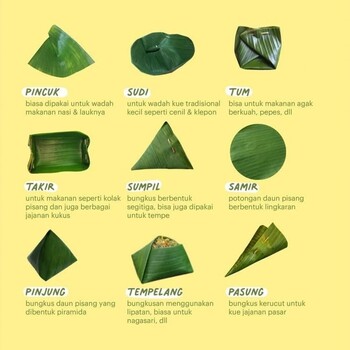 PINCUK
biasa dipakai untuk wadah
makanan nasi & lauknya
SUDI
untuk wadah kue tradisional
kecil seperti cenil & klepon
TUM
bisa untuk makanan agak
berkuah, pepes, dll
TAKIR
untuk makanan seperti kolak
pisang dan juga berbagai
jajanan kukus
SUMPIL
bungkus berbentuk
segitiga, bisa juga dipakai
untuk tempe
SAMIR
potongan daun pisang
berbentuk lingkaran
PINJUNG
bungkus daun pisang yang
dibentuk piramida
TEMPELANG
bungkusan menggunakan
lipatan, biasa untuk
nagasari, dll
PASUNG
bungkus kerucut untuk
kue jajanan pasar